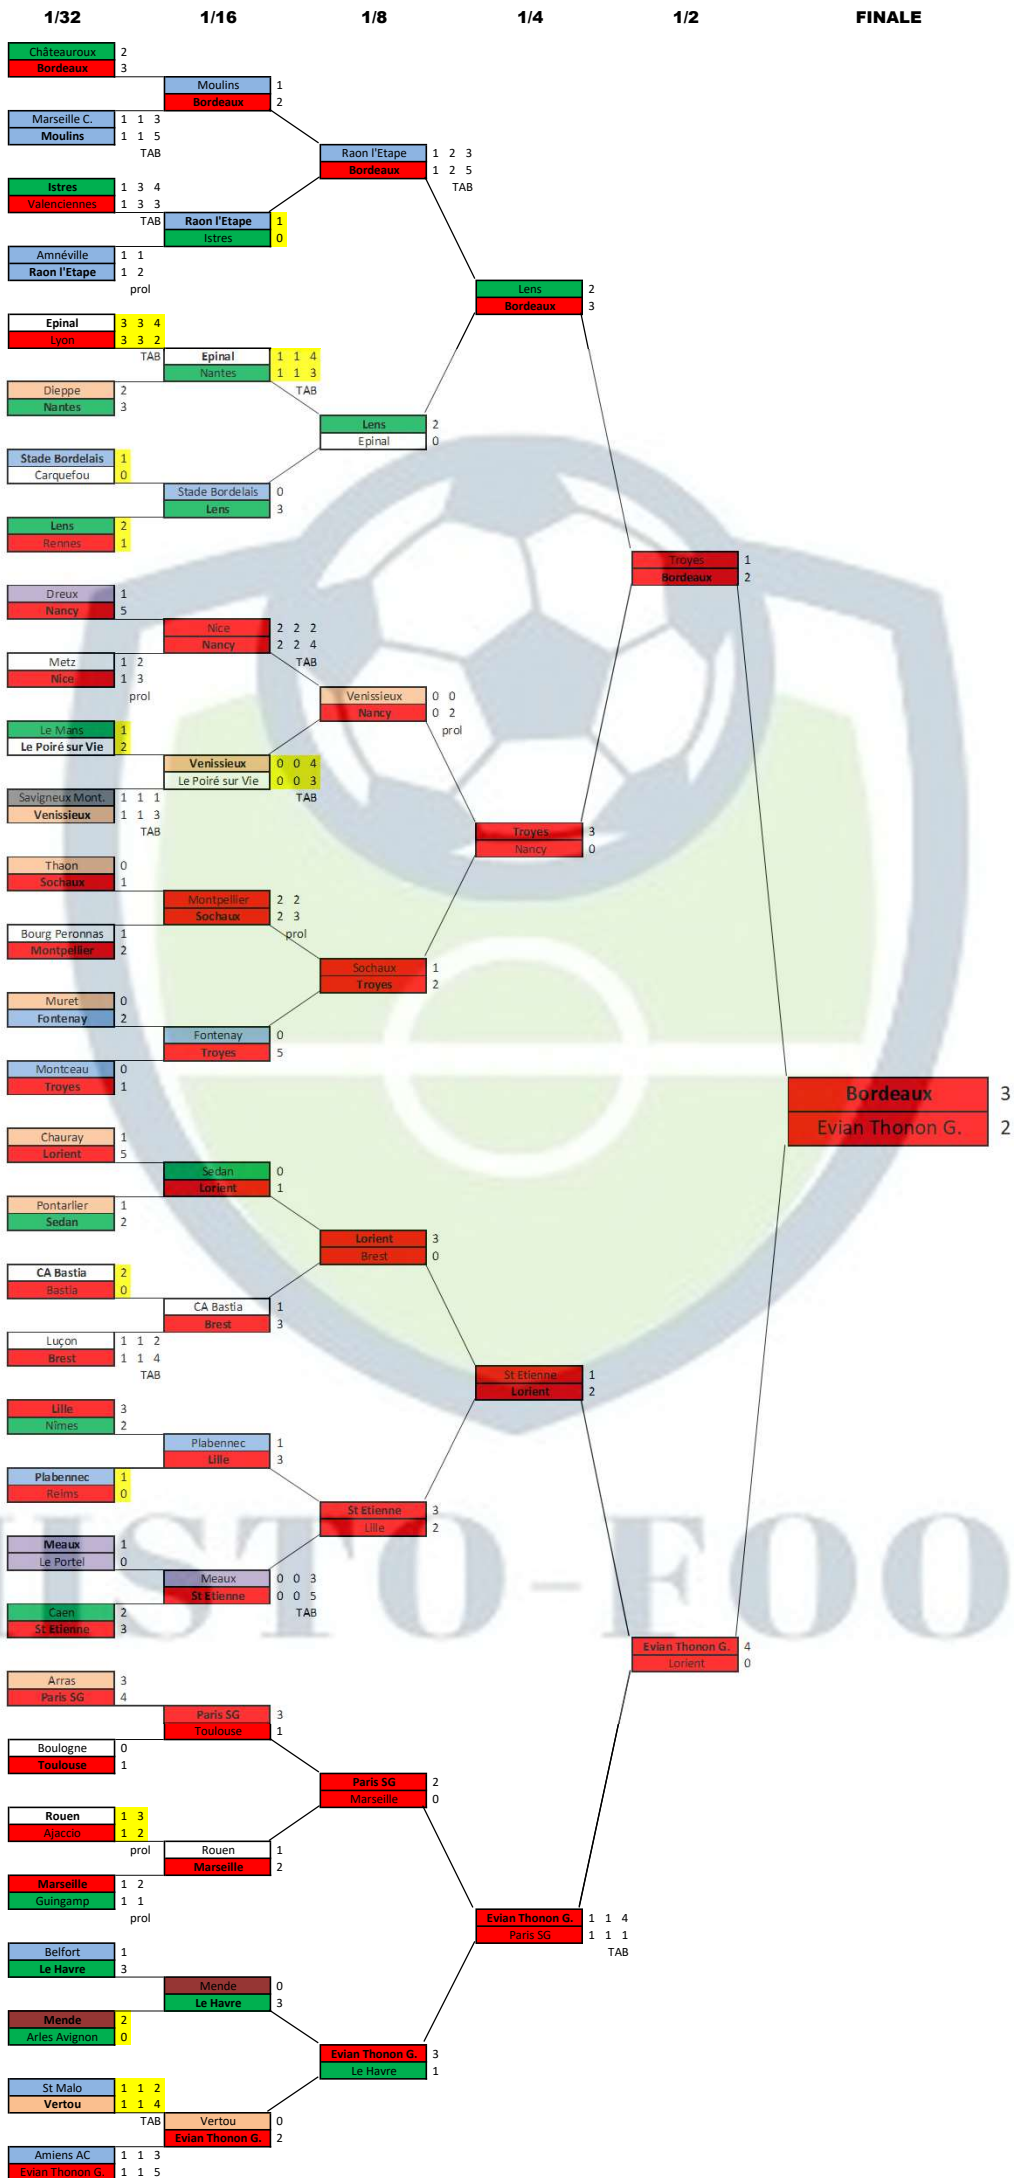 1/32 1/16 1/8 1/4 1/2 FINALE
Châteauroux 2
Bordeaux 3
Moulins 1
Bordeaux 2
Marseille C. 1 1 3
Moulins 1 1 5
TAB
Raon l'Etape 1 2 3
Bordeaux 1 2 5
TAB
Istres 1 3 4
Valenciennes 1 3 3
TAB
Raon l'Etape 1
Istres 0
Amnéville 1 1
Raon l'Etape 1 2
prol
Lens 2
Bordeaux 3
Epinal 3 3 4
Lyon 3 3 2
TAB
Epinal 1 1 4
Nantes 1 1 3
TAB
Dieppe 2
Nantes 3
Lens 2
Epinal 0
Stade Bordelais 1
Carquefou 0
Stade Bordelais 0
Lens 3
Lens 2
Rennes 1
Troyes 1
Bordeaux 2
Dreux 1
Nancy 5
Nice 2 2 2
Nancy 2 2 4
TAB
Metz 1 2
Nice 1 3
prol
Venissieux 0 0
Nancy 0 2
prol
Le Mans 1
Le Poiré sur Vie 2
Venissieux 0 0 4
Le Poiré sur Vie 0 0 3
TAB
Savigneux Mont. 1 1 1
Venissieux 1 1 3
TAB
Troyes 3
Nancy 0
Thaon 0
Sochaux 1
Montpellier 2 2
Sochaux 2 3
prol
Bourg Peronnas 1
Montpellier 2
Sochaux 1
Troyes 2
Muret 0
Fontenay 2
Fontenay 0
Troyes 5
Montceau 0
Troyes 1
Bordeaux 3
Evian Thonon G. 2
Chauray 1
Lorient 5
Sedan 0
Lorient 1
Pontarlier 1
Sedan 2
Lorient 3
Brest 0
CA Bastia 2
Bastia 0
CA Bastia 1
Brest 3
Luçon 1 1 2
Brest 1 1 4
TAB
St Etienne 1
Lorient 2
Lille 3
Nîmes 2
Plabennec 1
Lille 3
Plabennec 1
Reims 0
St Etienne 3
Lille 2
Meaux 1
Le Portel 0
Meaux 0 0 3
St Etienne 0 0 5
TAB
Caen 2
St Etienne 3
ISTO-FOO
Evian Thonon G. 4
Lorient 0
Arras 3
Paris SG 4
Paris SG 3
Toulouse 1
Boulogne 0
Toulouse 1
Paris SG 2
Marseille 0
Rouen 1 3
Ajaccio 1 2
prol
Rouen 1
Marseille 2
Marseille 1 2
Guingamp 1 1
prol
Evian Thonon G. 1 1 4
Paris SG 1 1 1
TAB
Belfort 1
Le Havre 3
Mende 0
Le Havre 3
Mende 2
Arles Avignon 0
Evian Thonon G. 3
Le Havre 1
St Malo 1 1 2
Vertou 1 1 4
TAB
Vertou 0
Evian Thonon G. 2
Amiens AC 1 1 3
Evian Thonon G. 1 1 5